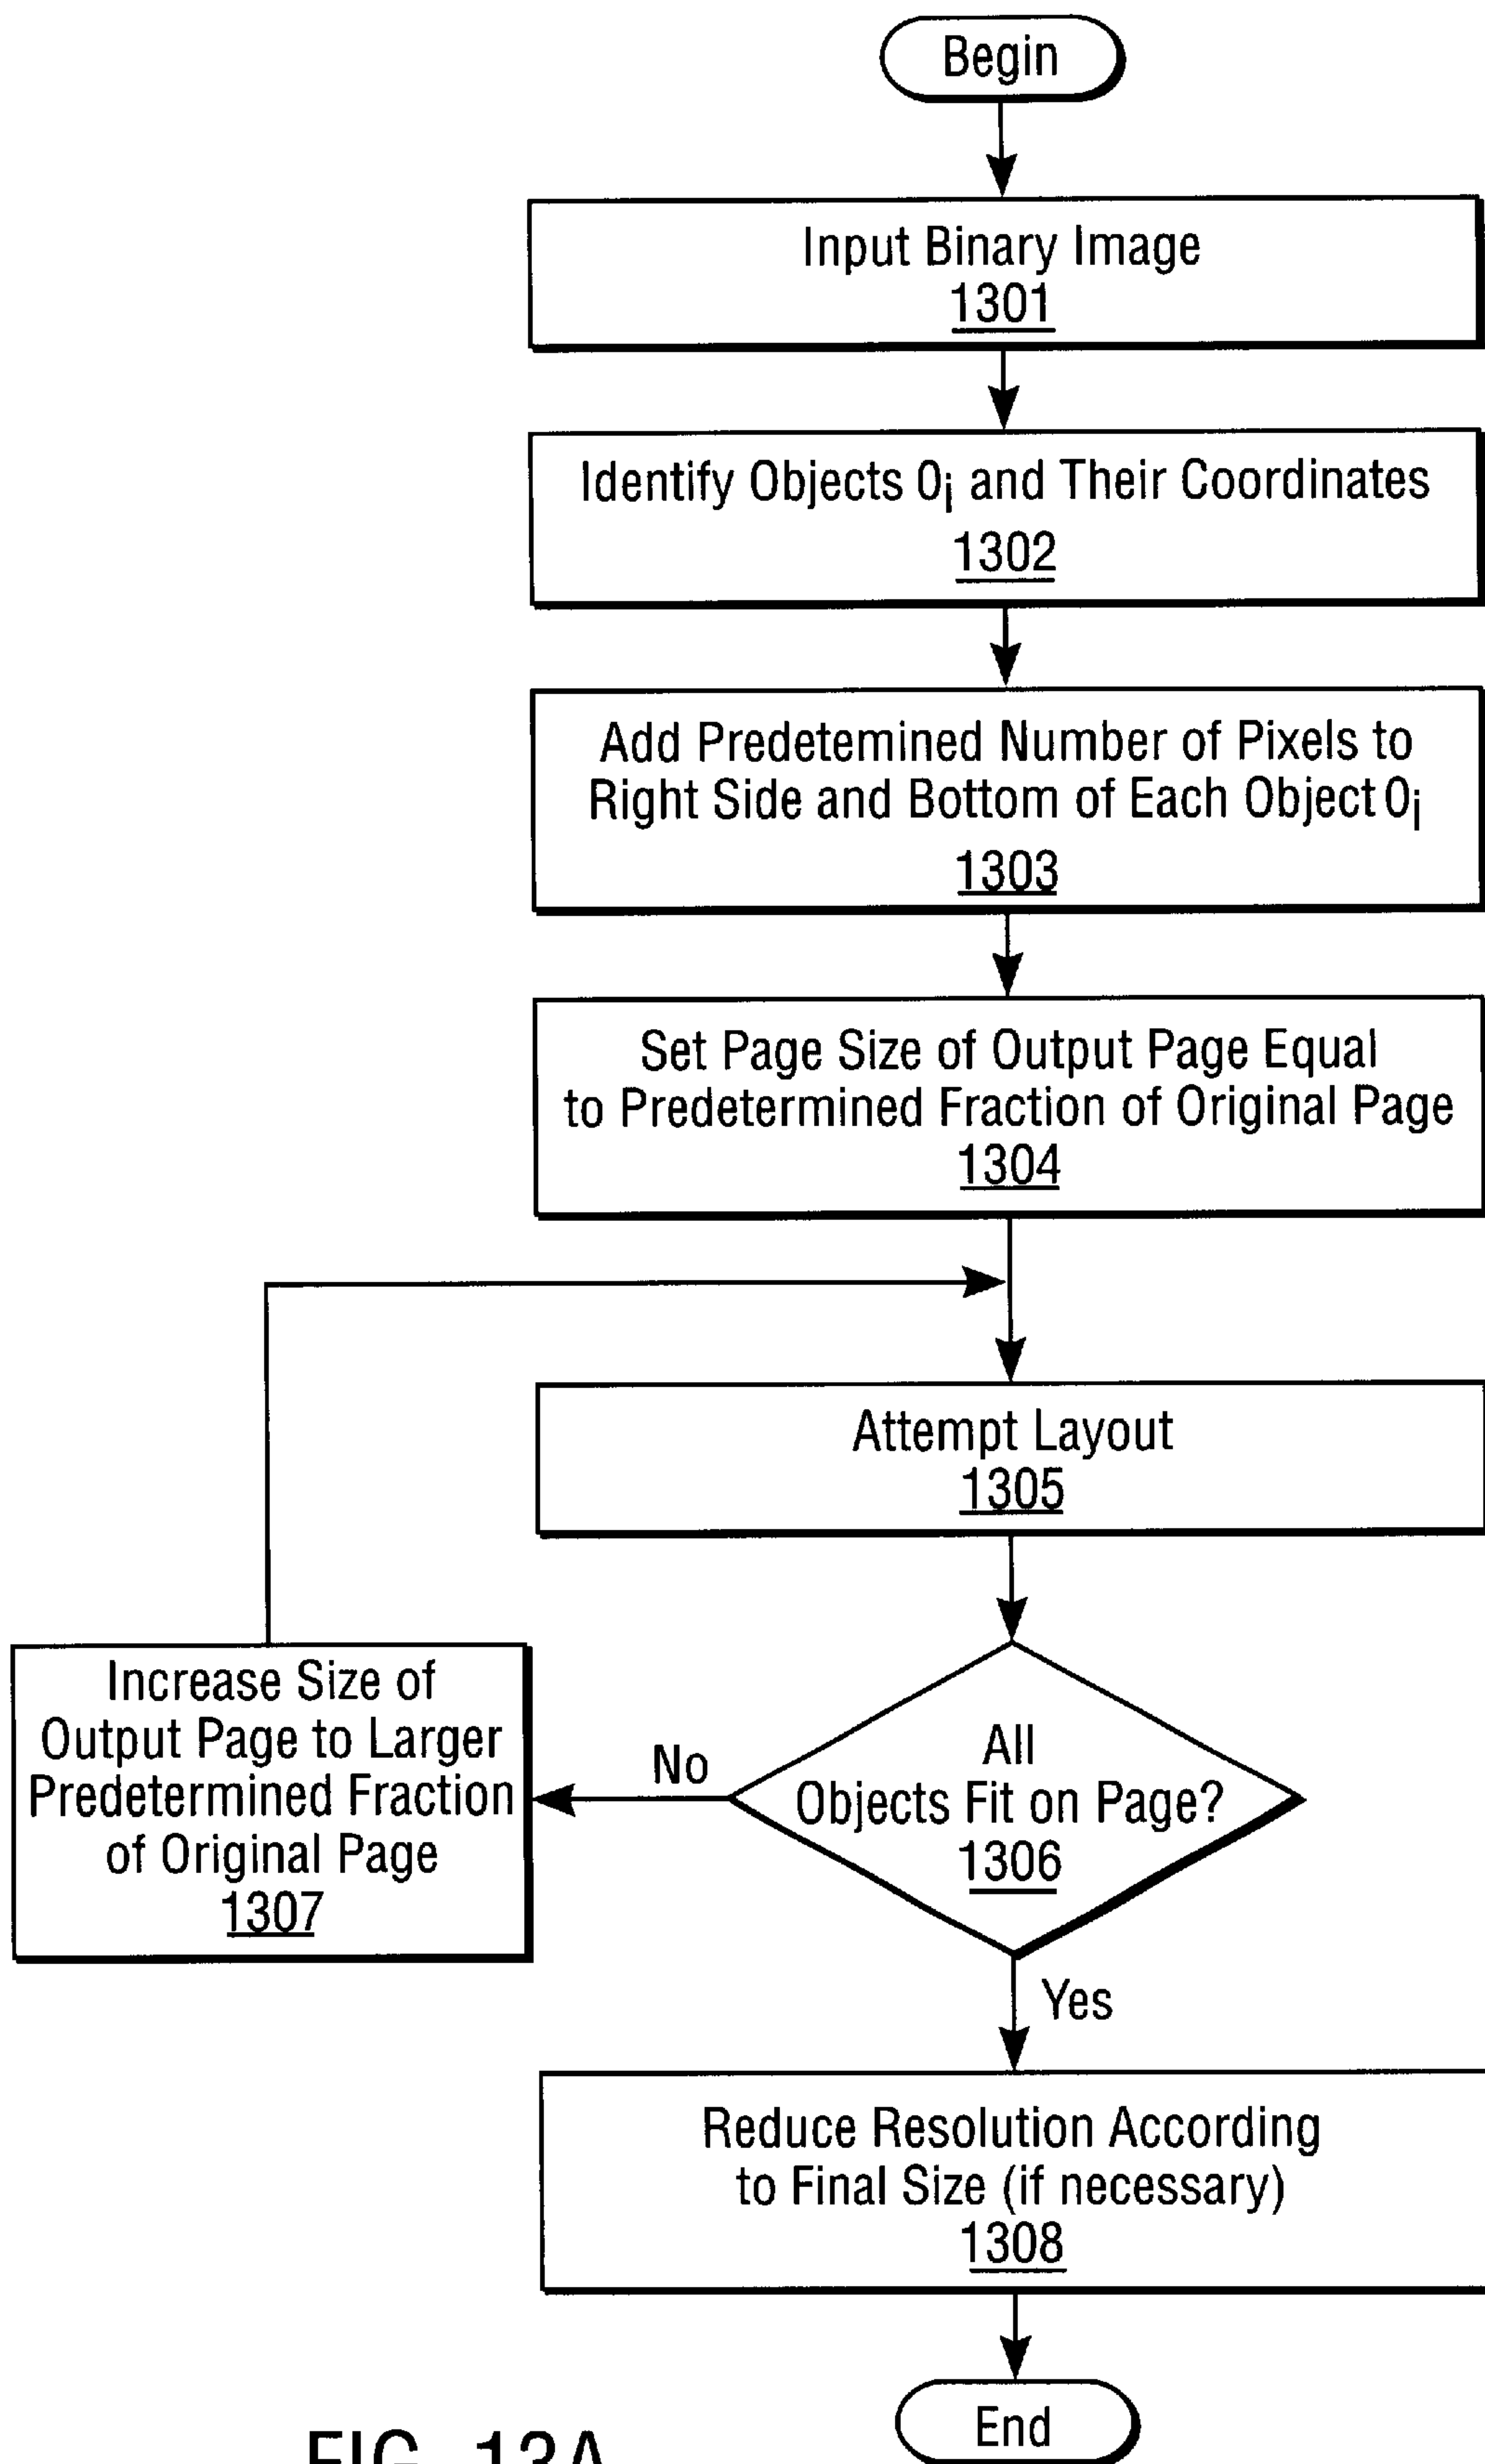 Begin
Input Binary Image
1301
Identify Objects Oi and Their Coordinates
1302
Add Predetemined Number of Pixels to
Right Side and Bottom of Each Object Oi
1303
Set Page Size of Output Page Equal
to Predetermined Fraction of Original Page
1304
Attempt Layout
1305
All
Objects Fit on Page?
1306
No
Increase Size of
Output Page to Larger
Predetermined Fraction
of Original Page
1307
Yes
Reduce Resolution According
to Final Size (if necessary)
1308
End
FIG. 13A